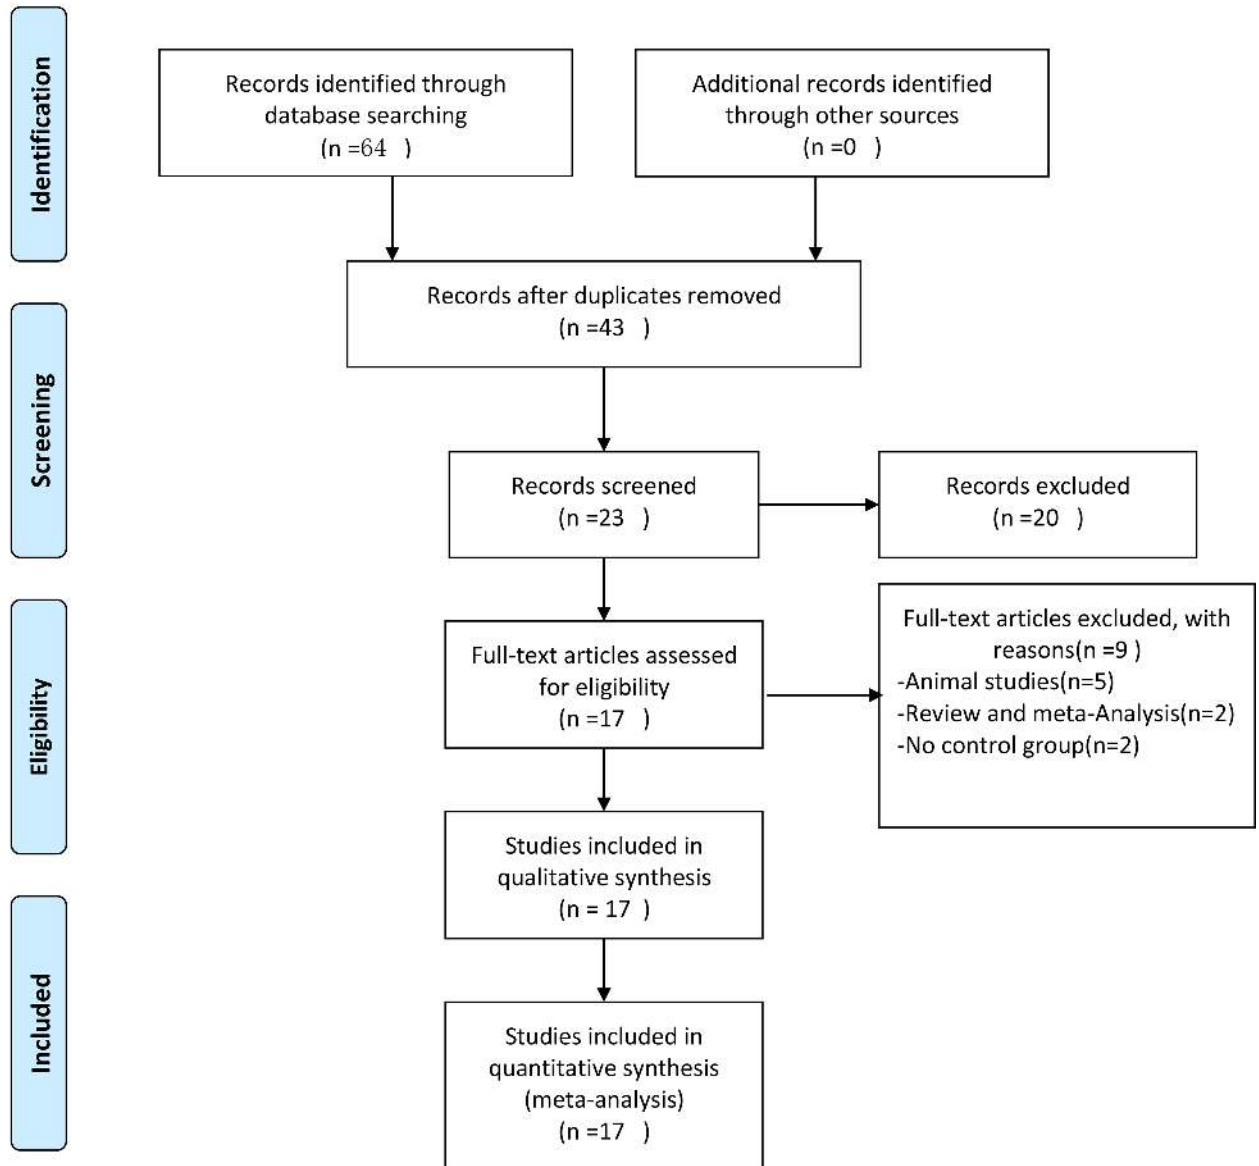 Identification
Records identified through
database searching
(n =64   )
Additional records identified
through other sources
(n =0   )
Records after duplicates removed
(n =43   )
Screening
Records screened
(n =23   )
Records excluded
(n =20   )
Eligibility
Full-text articles assessed
for eligibility
(n =17   )
Full-text articles excluded, with
reasons(n =9 )
-Animal studies(n=5)
-Review and meta-Analysis(n=2)
-No control group(n=2)
Studies included in
qualitative synthesis
(n = 17   )
Included
Studies included in
quantitative synthesis
(meta-analysis)
(n =17   )